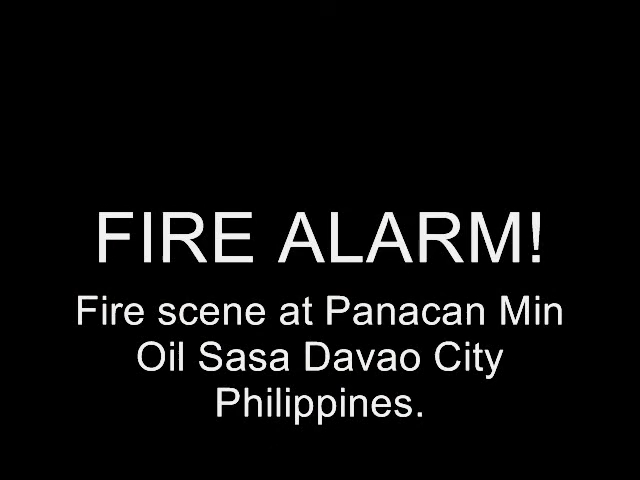 FIRE ALARM!
Fire scene at Panacan Min
Oil Sasa Davao City
Philippines.